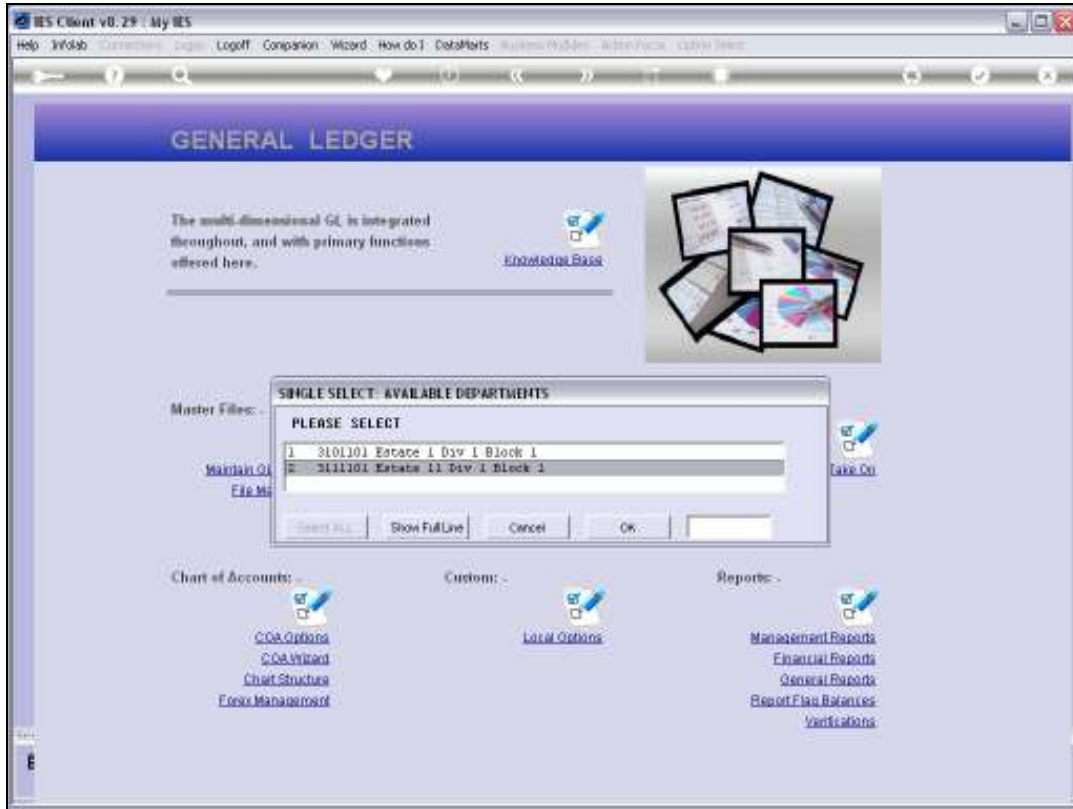 IES Client v8.29 : My IES
Help Infolab Logoff Companion Wizard How do I DataMarts
GENERAL LEDGER
The multi-dimensional GL is integrated
throughout, and with primary functions
offered here.
Knowledge Base
SINGLE SELECT: AVAILABLE DEPARTMENTS
PLEASE SELECT
1 3101101 Estate 1 Div 1 Block 1
2 3111101 Estate 11 Div 1 Block 1
Select ALL Show Full Line Cancel OK
Master Files: .
Maintain
File
Take On
Chart of Accounts: . Custom: . Reports: .
COA Options Local Options Management Reports
COA Wizard Financial Reports
Chart Structure General Reports
Forex Management Report Flag Balances
Verifications